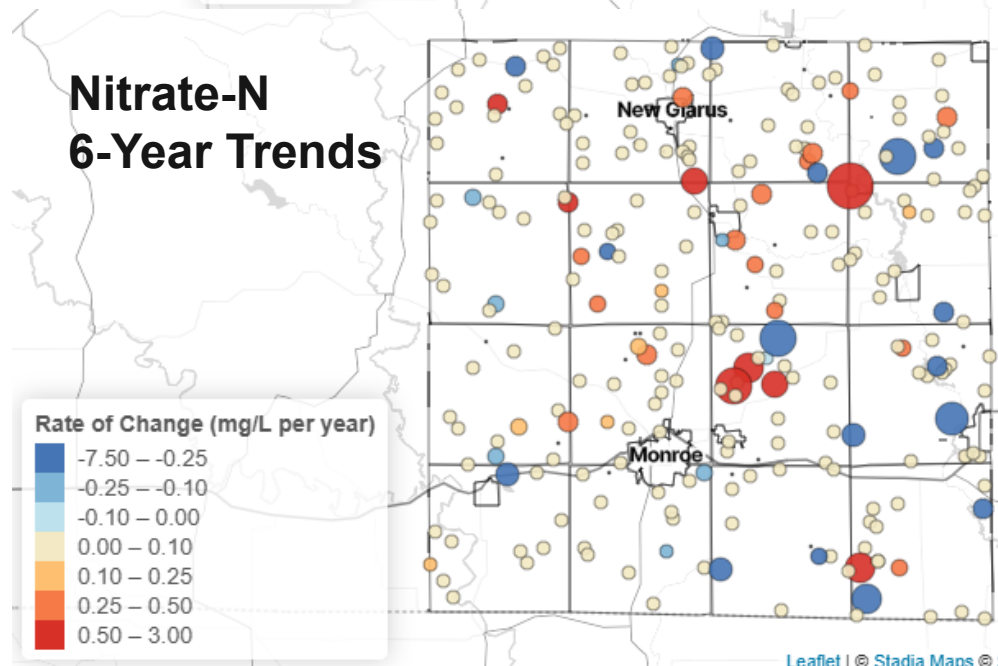 Nitrate-N
6-Year Trends
New Glarus
Monroe
Rate of Change (mg/L per year)
-7.50 – -0.25
-0.25 – -0.10
-0.10 – 0.00
0.00 – 0.10
0.10 – 0.25
0.25 – 0.50
0.50 – 3.00
Leaflet | © Stadia Maps ©